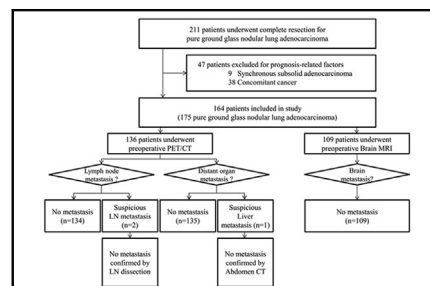 211 patients underwent complete resection for
pure ground glass nodular lung adenocarcinoma
47 patients excluded for prognosis-related factors
9 Synchronous subsolid adenocarcinoma
38 Concomitant cancer
164 patients included in study
(175 pure ground glass nodular lung adenocarcinoma)
136 patients underwent
preoperative PET/CT
109 patients underwent
preoperative Brain MRI
Lymph node
metastasis ?
Distant organ
metastasis ?
Brain
metastasis?
No metastasis
(n=134)
Suspicious
LN metastasis
(n=2)
No metastasis
(n=135)
Suspicious
Liver metastasis
(n=1)
No metastasis
(n=109)
No metastasis
confirmed by
LN dissection
No metastasis
confirmed by
Abdomen CT